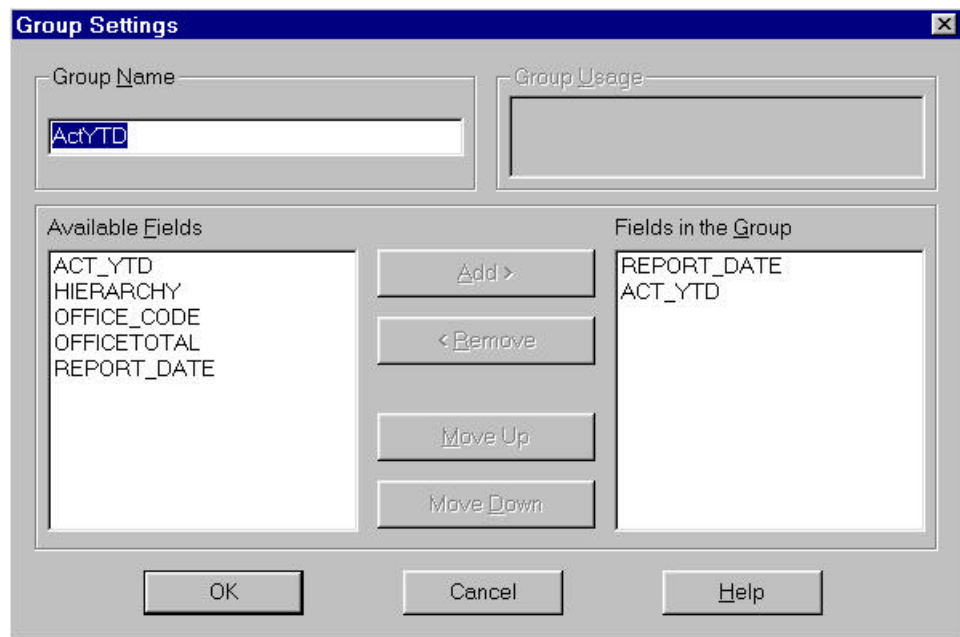 Group Settings
Group Name
Group Usage
ActYTD
Available Fields
Fields in the Group
ACT_YTD
HIERARCHY
OFFICE_CODE
OFFICETOTAL
REPORT_DATE
Add >
< Remove
Move Up
Move Down
REPORT_DATE
ACT_YTD
OK
Cancel
Help